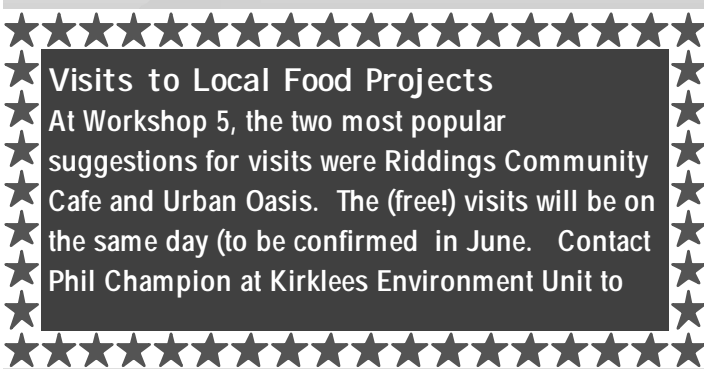 Visits to Local Food Projects
At Workshop 5, the two most popular
suggestions for visits were Riddings Community
Cafe and Urban Oasis.  The (free!) visits will be on
the same day (to be confirmed  in June.   Contact
Phil Champion at Kirklees Environment Unit to